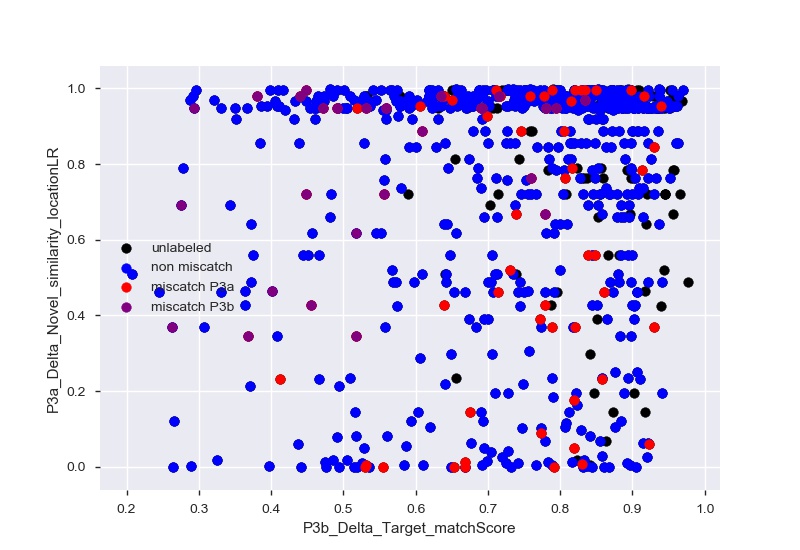 1.0
0.8
0.6
0.4
0.2
0.0
P3a_Delta_Novel_similarity_locationLR
unlabeled
non miscatch
miscatch P3a
miscatch P3b
0.2 0.3 0.4 0.5 0.6 0.7 0.8 0.9 1.0
P3b_Delta_Target_matchScore